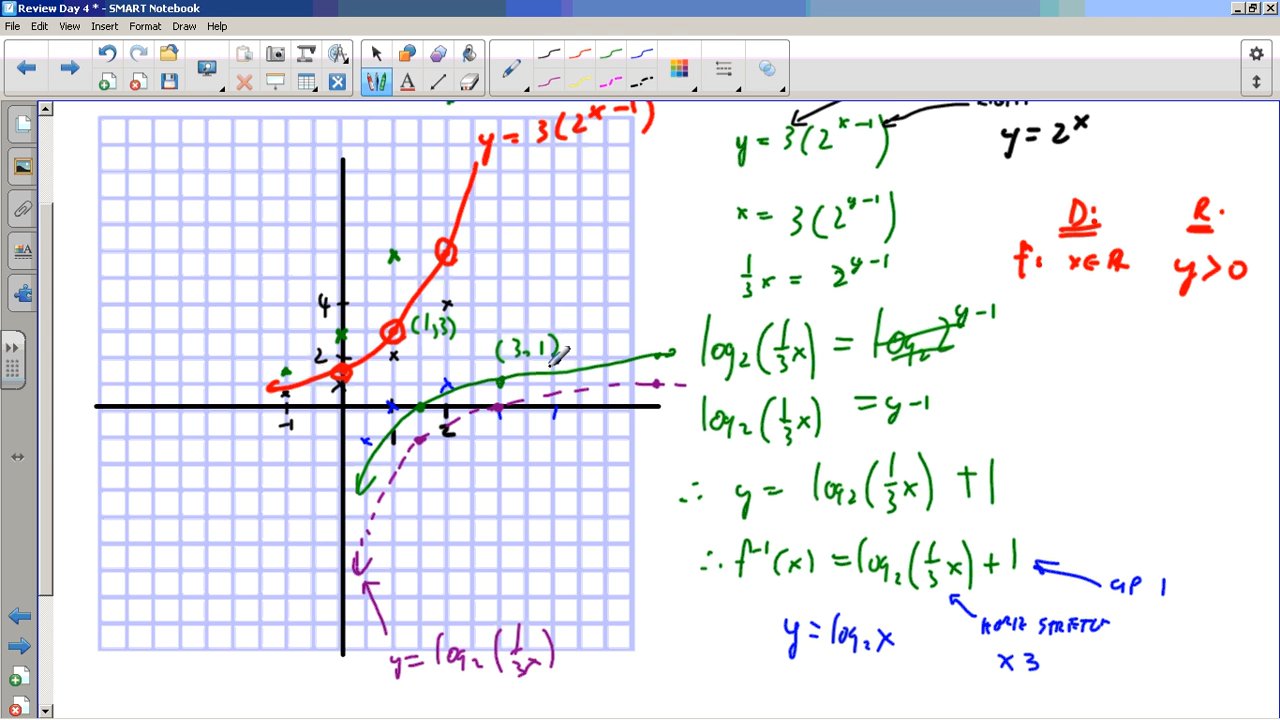 Review Day 4 * - SMART Notebook
File Edit View Insert Format Draw Help
y = 3(2^(x-1))
y = 3(2^(x-1))
y = 2^x
x = 3(2^(y-1))
D: R.
f: x∈ℝ y>0
1/3 x = 2^(y-1)
4
(1,3)
2
(3,1)
log₂(1/3 x) = log₂ 2^(y-1)
-1 1 2
log₂(1/3 x) = y-1
∴ y = log₂(1/3 x) + 1
∴ f⁻¹(x) = log₂(1/3 x) + 1
UP 1
HORIZ STRETCH
x 3
y = log₂ x
y = log₂(1/3 x)